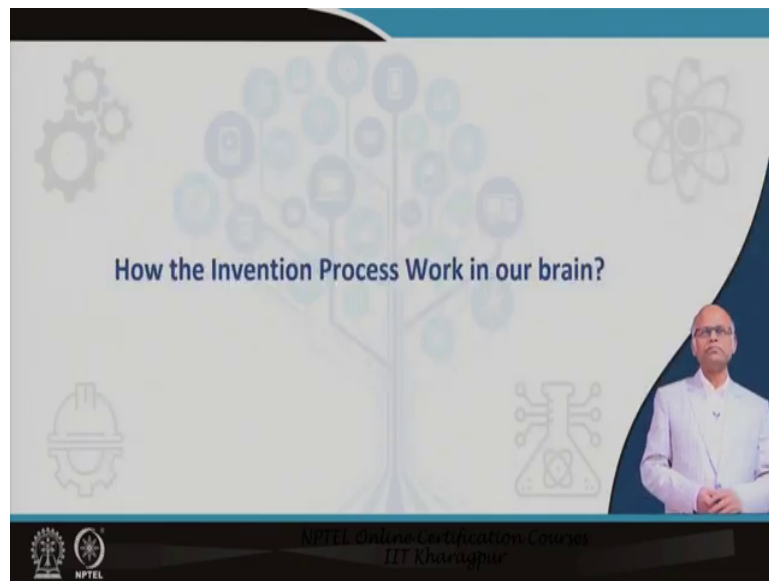 How the Invention Process Work in our brain?
NPTEL Online Certification Courses
IIT Kharagpur
NPTEL